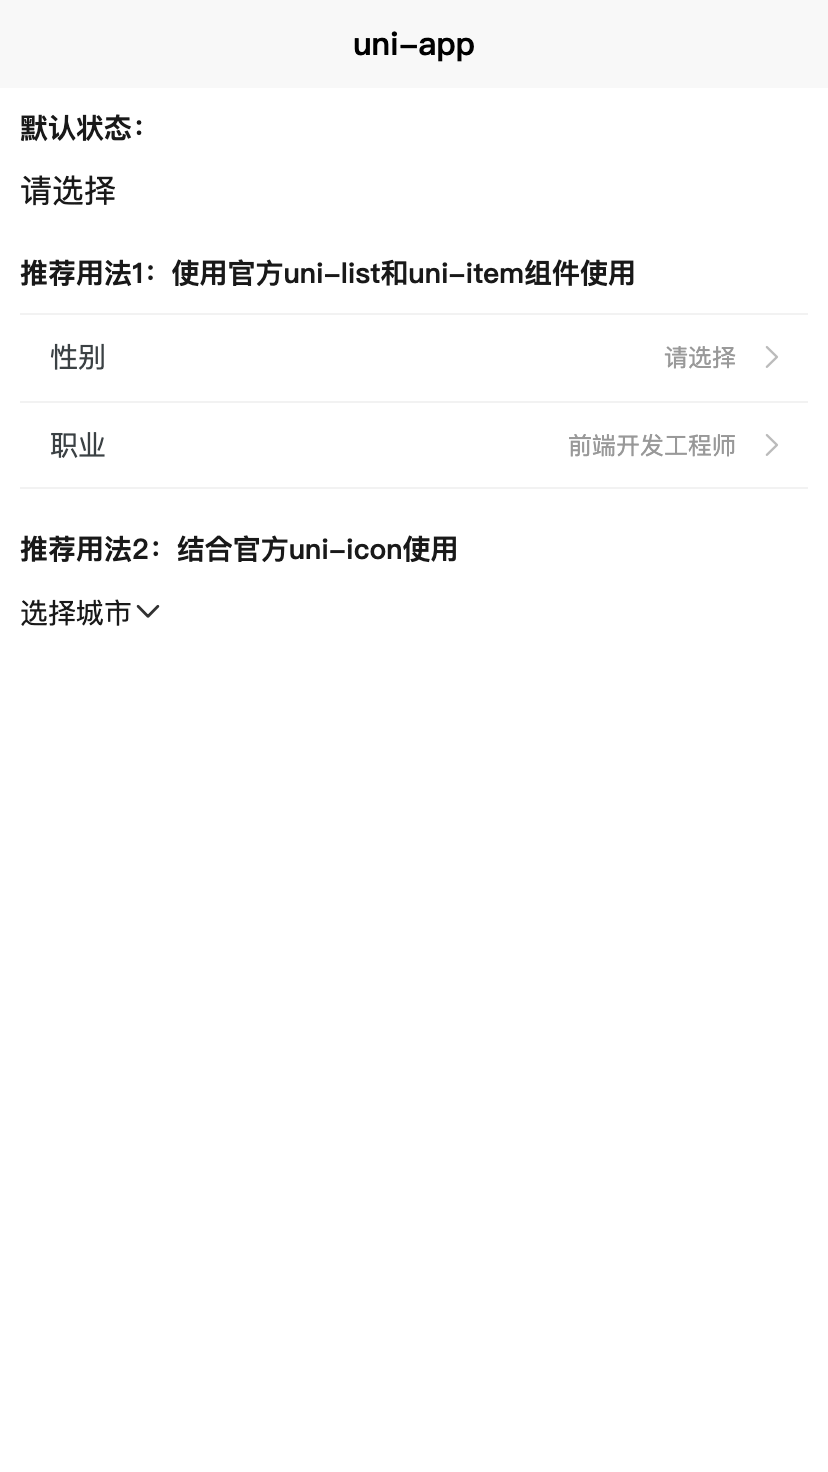 uni-app
默认状态：
请选择
推荐用法1：使用官方uni-list和uni-item组件使用
性别 请选择
职业 前端开发工程师
推荐用法2：结合官方uni-icon使用
选择城市